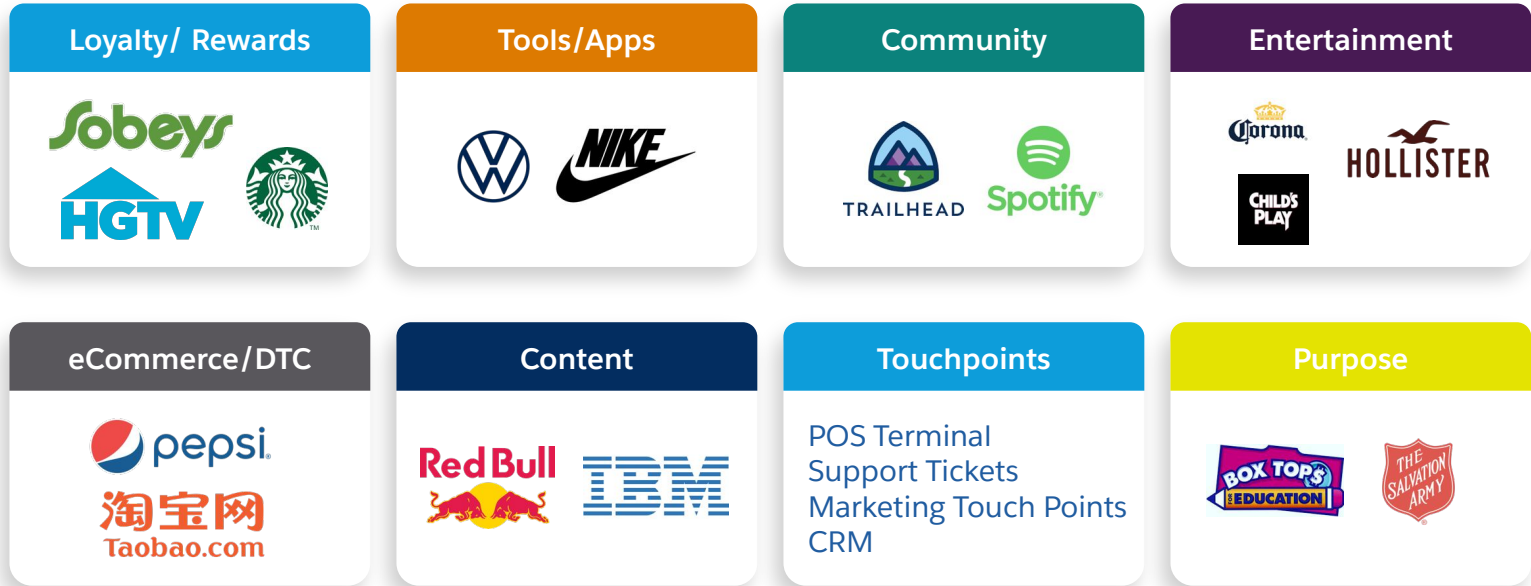 Loyalty/ Rewards
Sobeys
HGTV
TM
Tools/Apps
NIKE
Community
TRAILHEAD
Spotify®
Entertainment
Corona
HOLLISTER
CHILD'S
PLAY
eCommerce/DTC
pepsi®
淘宝网
Taobao.com
Content
Red Bull
IBM
Touchpoints
POS Terminal
Support Tickets
Marketing Touch Points
CRM
Purpose
BOX TOPS
FOR EDUCATION
THE
SALVATION
ARMY
®